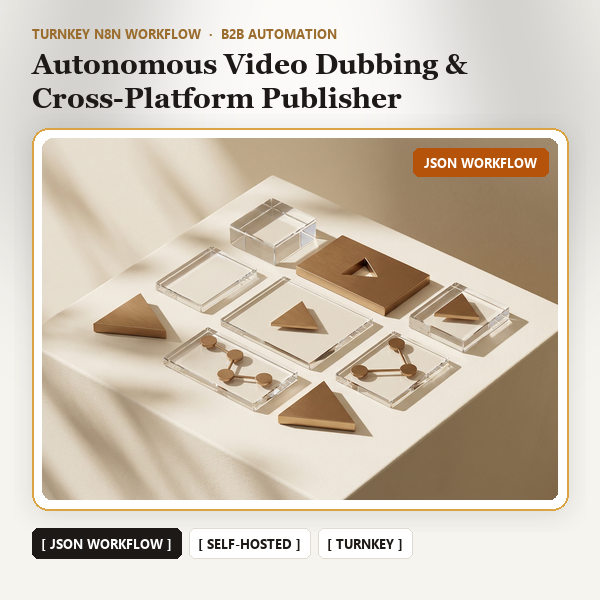 TURNKEY N8N WORKFLOW · B2B AUTOMATION
Autonomous Video Dubbing &
Cross-Platform Publisher
JSON WORKFLOW
[ JSON WORKFLOW ] [ SELF-HOSTED ] [ TURNKEY ]